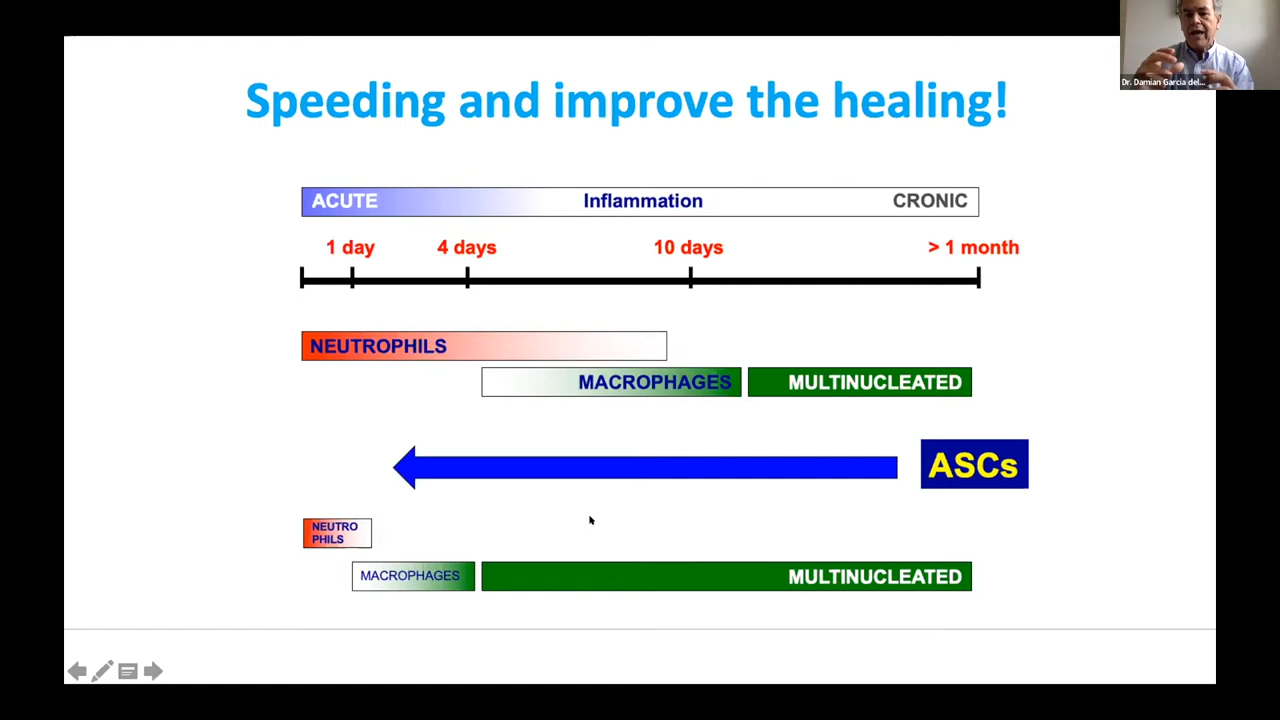 Dr. Damian Garcia del...
Speeding and improve the healing!
ACUTE Inflammation CRONIC
1 day 4 days 10 days > 1 month
NEUTROPHILS
MACROPHAGES MULTINUCLEATED
ASCs
NEUTRO
PHILS
MACROPHAGES MULTINUCLEATED